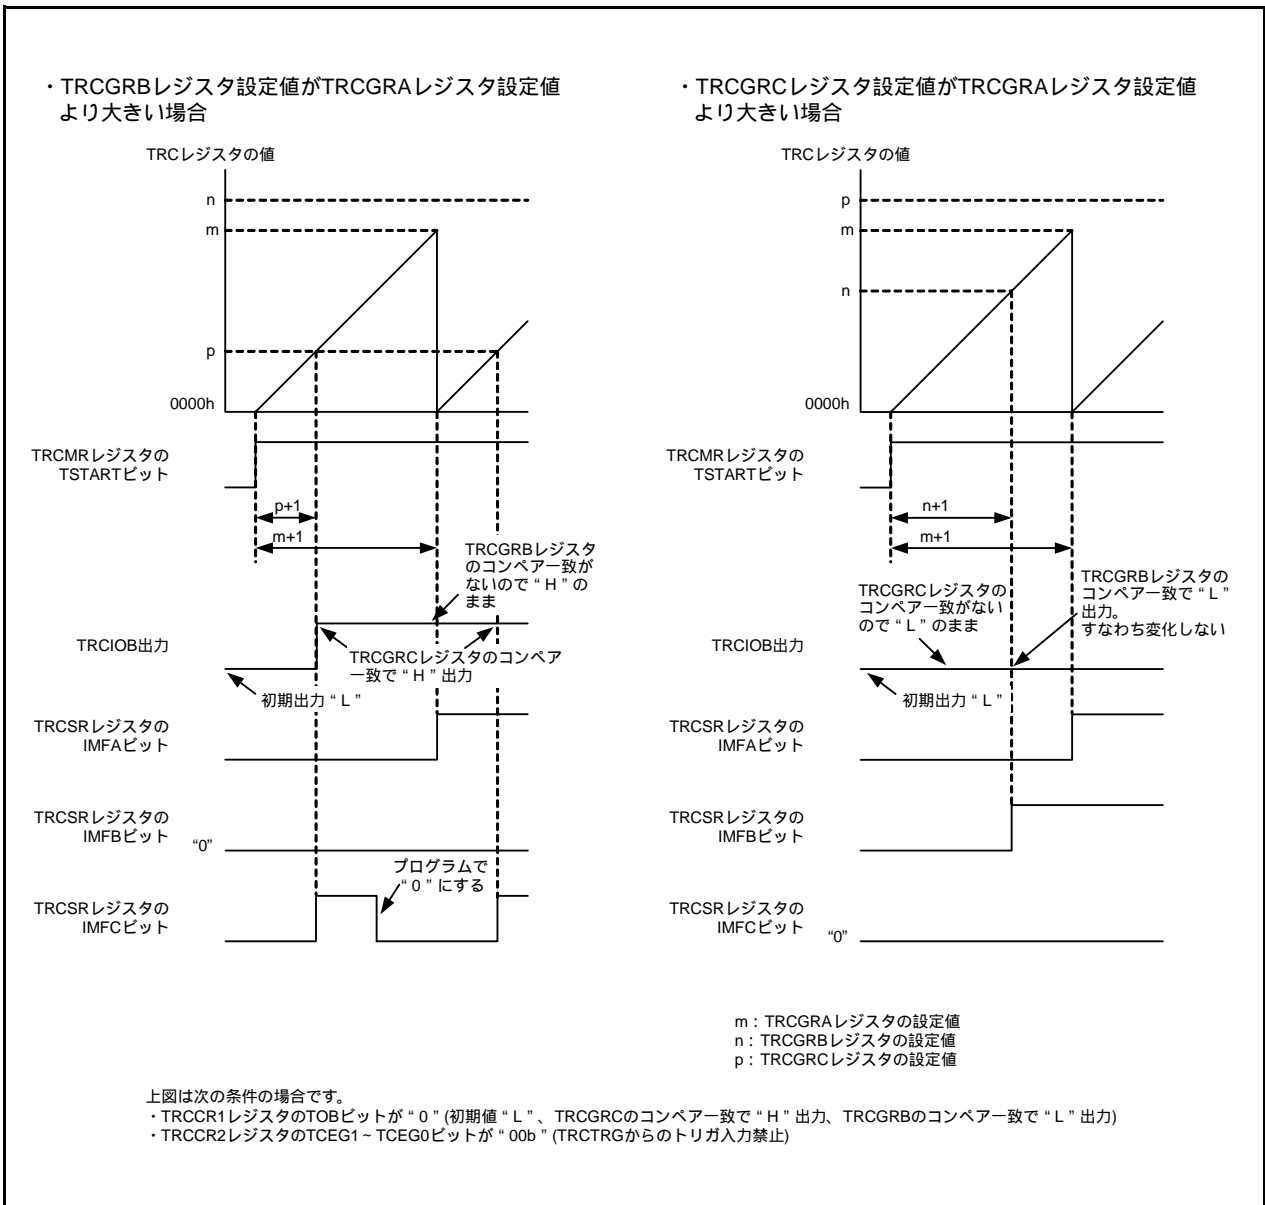 ・TRCGRBレジスタ設定値がTRCGRAレジスタ設定値
より大きい場合
TRCレジスタの値
n
m
p
0000h
TRCMRレジスタの
TSTARTビット
p+1
m+1
TRCGRBレジスタ
のコンペア一致が
ないので“H”の
まま
TRCIOB出力
TRCGRCレジスタのコンペア
一致で“H”出力
初期出力“L”
TRCSRレジスタの
IMFAビット
TRCSRレジスタの
IMFBビット
“0”
プログラムで
“0”にする
TRCSRレジスタの
IMFCビット
・TRCGRCレジスタ設定値がTRCGRAレジスタ設定値
より大きい場合
TRCレジスタの値
p
m
n
0000h
TRCMRレジスタの
TSTARTビット
n+1
m+1
TRCGRCレジスタの
コンペア一致がない
ので“L”のまま
TRCGRBレジスタの
コンペア一致で“L”
出力。
すなわち変化しない
TRCIOB出力
初期出力“L”
TRCSRレジスタの
IMFAビット
TRCSRレジスタの
IMFBビット
TRCSRレジスタの
IMFCビット
“0”
m：TRCGRAレジスタの設定値
n：TRCGRBレジスタの設定値
p：TRCGRCレジスタの設定値
上図は次の条件の場合です。
・TRCCR1レジスタのTOBビットが“0”(初期値“L”、TRCGRCのコンペア一致で“H”出力、TRCGRBのコンペア一致で“L”出力)
・TRCCR2レジスタのTCEG1～TCEG0ビットが“00b”(TRCTRGからのトリガ入力禁止)